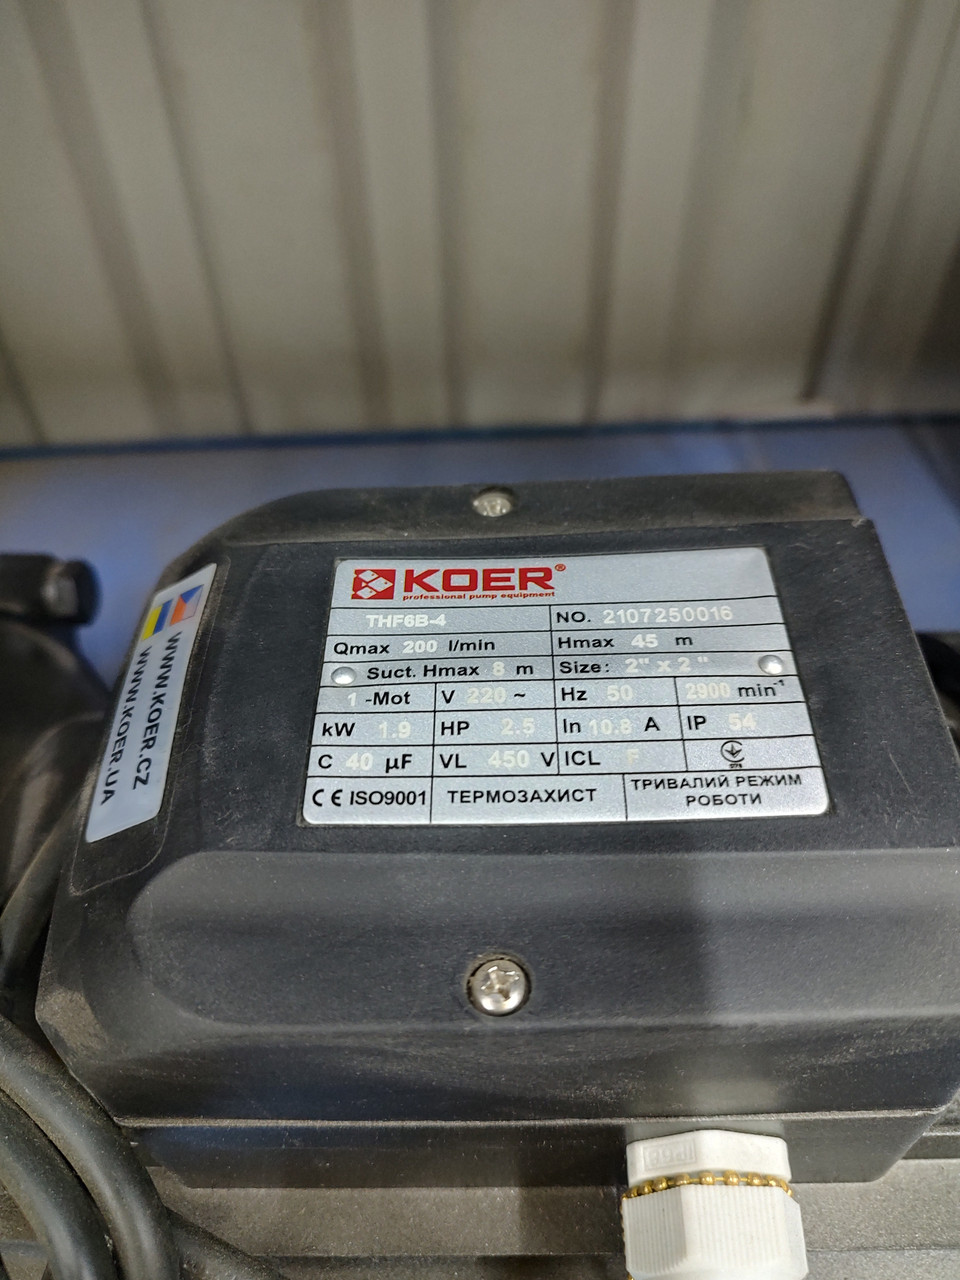 KOER®
professional pump equipment
THF6B-4 NO. 2107250016
Qmax 200 l/min Hmax 45 m
Suct. Hmax 8 m Size: 2" x 2"
1 -Mot V 220 ~ Hz 50 2900 min-1
kW 1.9 HP 2.5 In 10.8 A IP 54
C 40 µF VL 450 V ICL F
CE ISO9001 ТЕРМОЗАХИСТ ТРИВАЛИЙ РЕЖИМ
РОБОТИ
WWW.KOER.CZ
WWW.KOER.UA
IP68